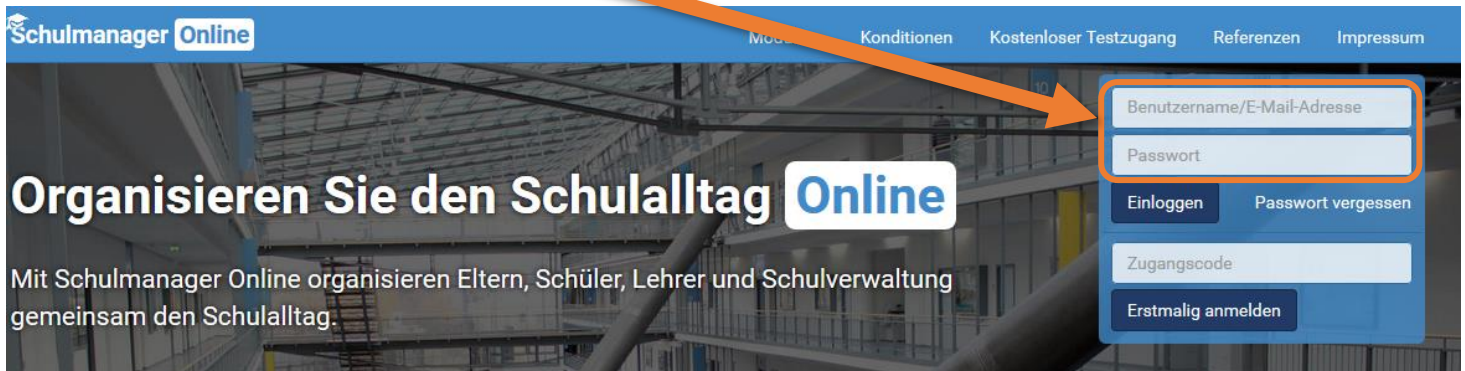 Schulmanager Online
Konditionen
Kostenloser Testzugang
Referenzen
Impressum
10
Benutzername/E-Mail-Adresse
Passwort
Organisieren Sie den Schulalltag Online
Einloggen
Passwort vergessen
Mit Schulmanager Online organisieren Eltern, Schüler, Lehrer und Schulverwaltung
gemeinsam den Schulalltag.
Zugangscode
Erstmalig anmelden